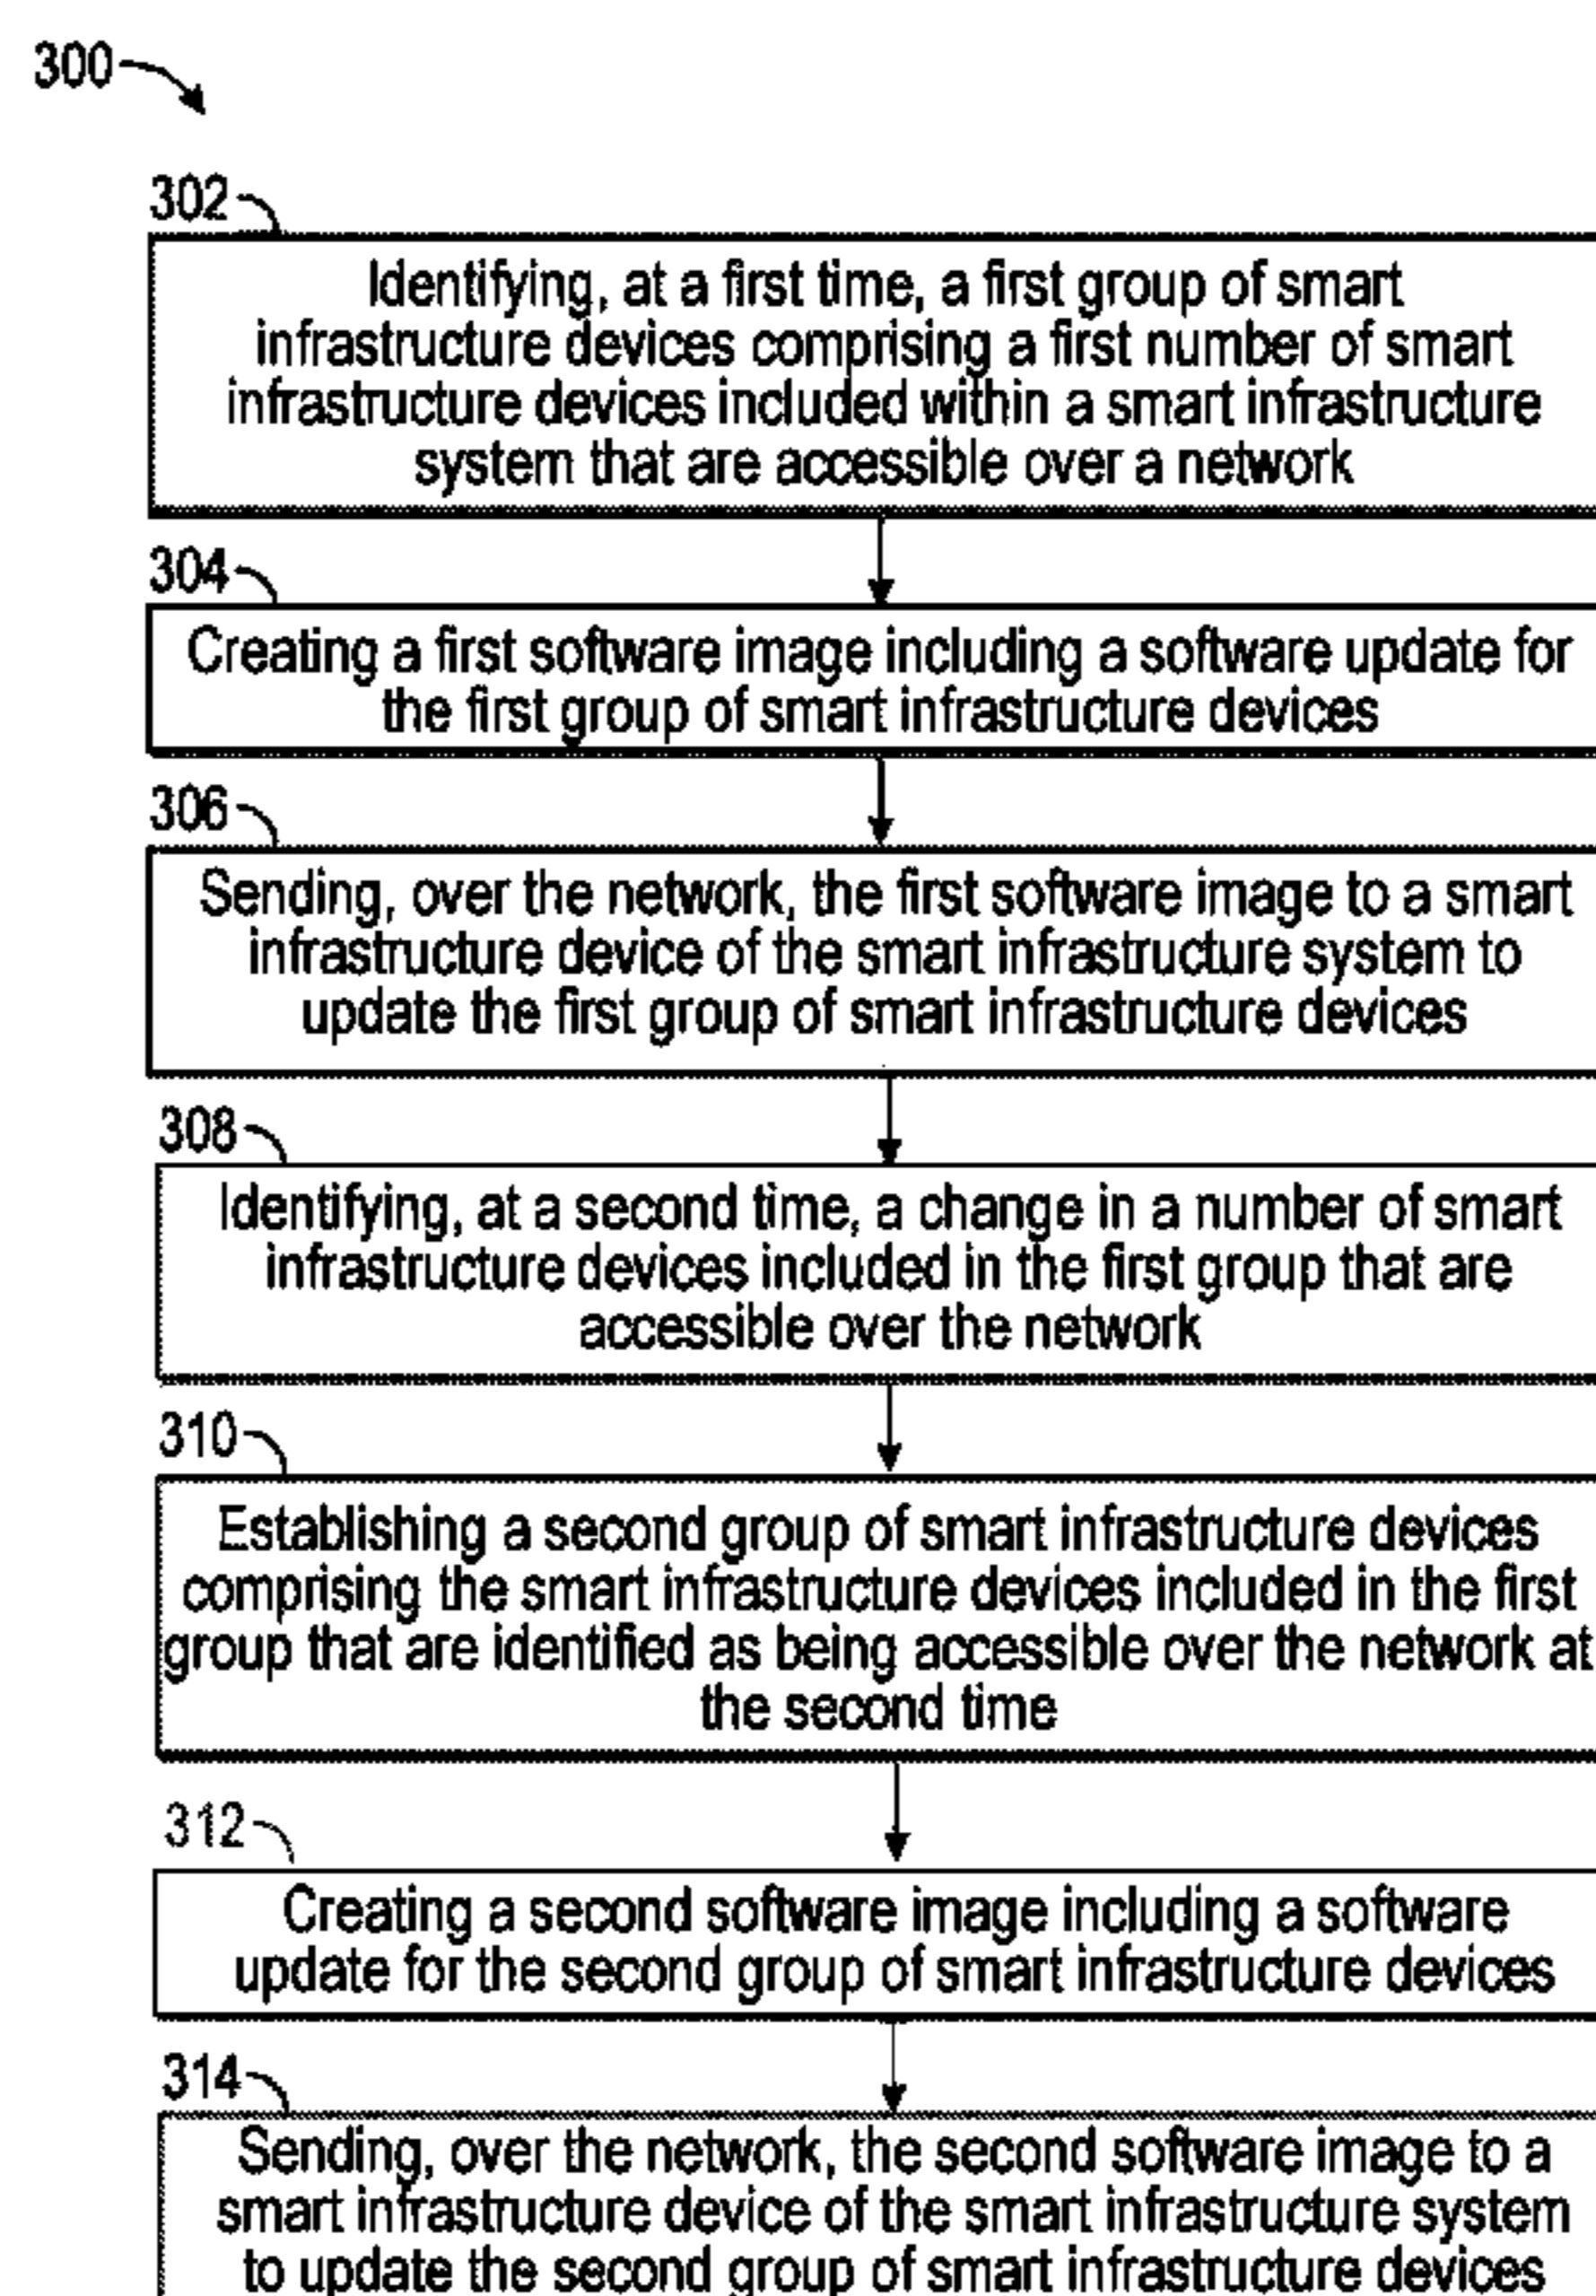 300
302
Identifying, at a first time, a first group of smart
infrastructure devices comprising a first number of smart
infrastructure devices included within a smart infrastructure
system that are accessible over a network
304
Creating a first software image including a software update for
the first group of smart infrastructure devices
306
Sending, over the network, the first software image to a smart
infrastructure device of the smart infrastructure system to
update the first group of smart infrastructure devices
308
Identifying, at a second time, a change in a number of smart
infrastructure devices included in the first group that are
accessible over the network
310
Establishing a second group of smart infrastructure devices
comprising the smart infrastructure devices included in the first
group that are identified as being accessible over the network at
the second time
312
Creating a second software image including a software
update for the second group of smart infrastructure devices
314
Sending, over the network, the second software image to a
smart infrastructure device of the smart infrastructure system
to update the second group of smart infrastructure devices